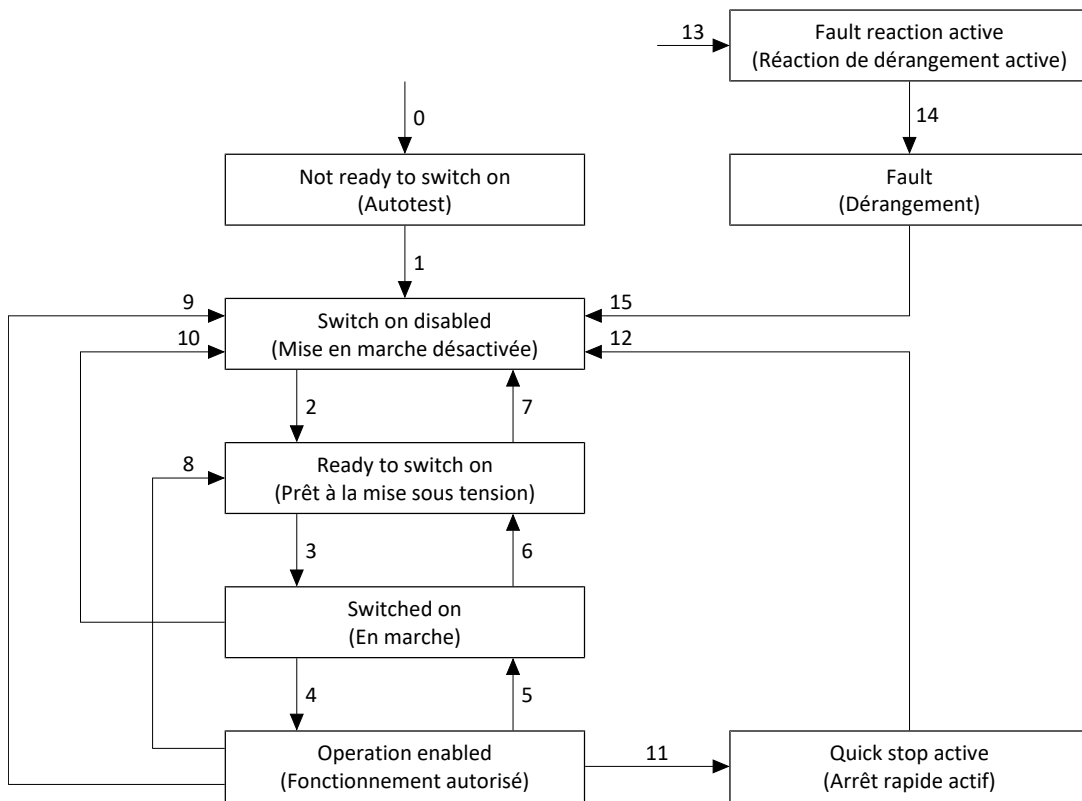 13
Fault reaction active
(Réaction de dérangement active)
14
0
Not ready to switch on
(Autotest)
Fault
(Dérangement)
1
9
15
Switch on disabled
(Mise en marche désactivée)
10
12
2
7
8
Ready to switch on
(Prêt à la mise sous tension)
3
6
Switched on
(En marche)
4
5
Operation enabled
(Fonctionnement autorisé)
11
Quick stop active
(Arrêt rapide actif)